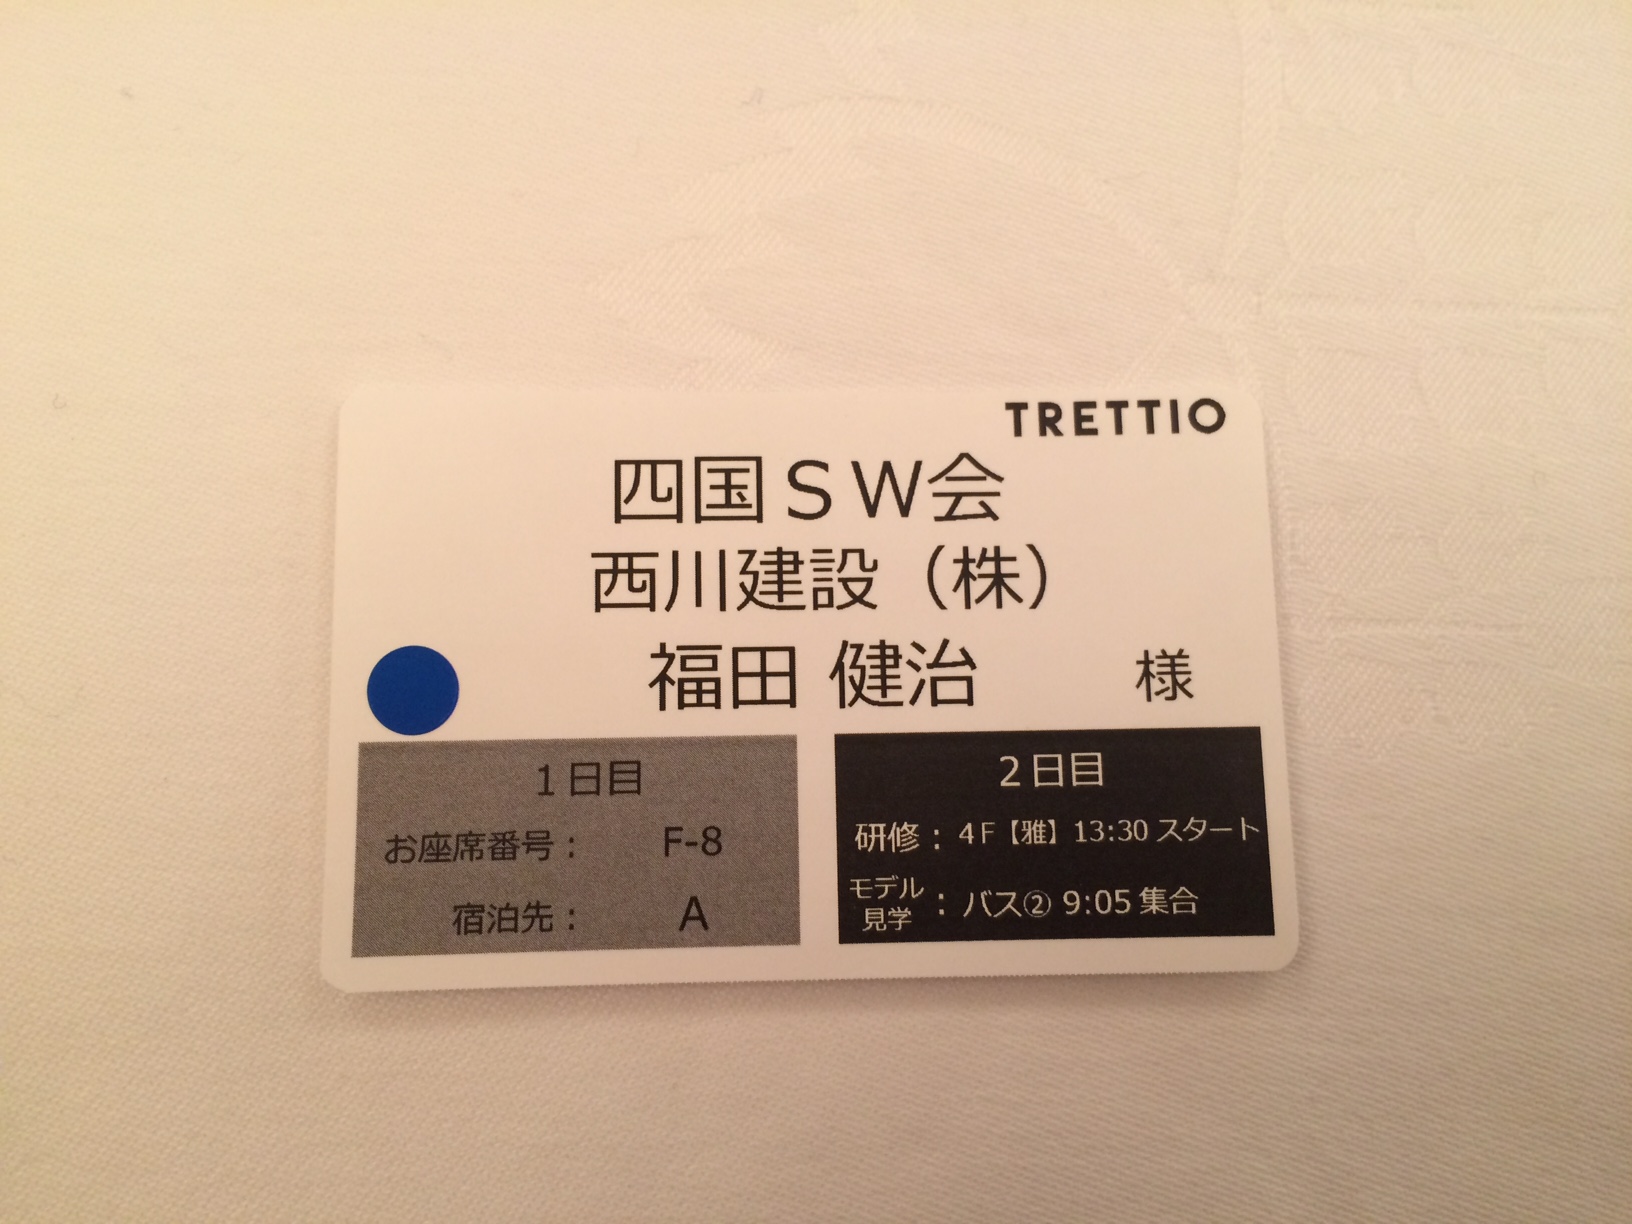 TRETTIO
四国ＳＷ会
西川建設（株）
福田 健治 様
１日目
お座席番号： F-8
宿泊先： A
２日目
研修：４Ｆ【雅】13:30 スタート
モデル見学：バス② 9:05 集合